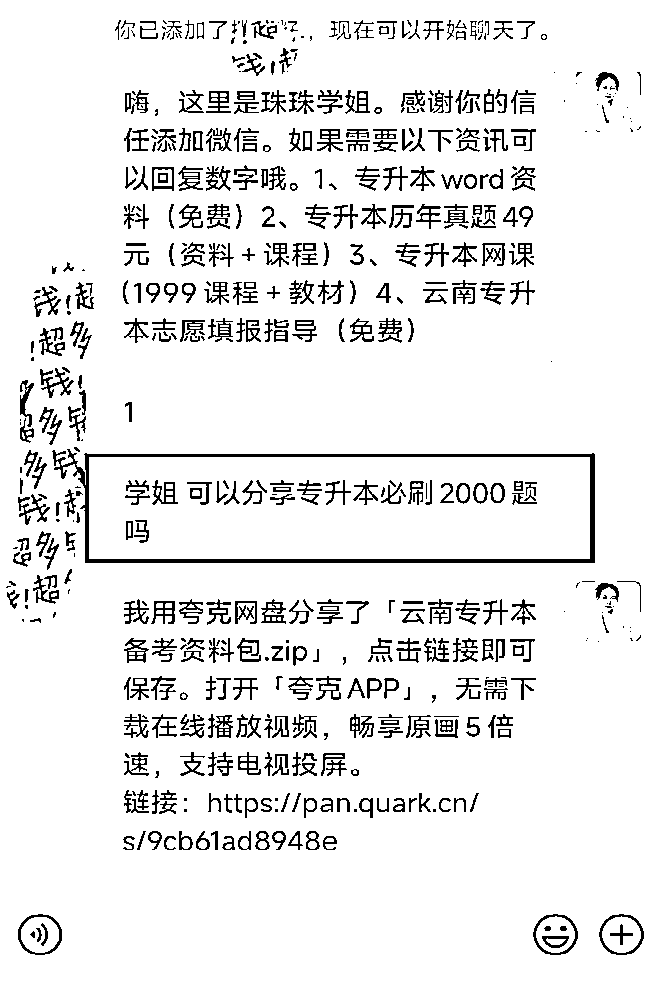 你已添加了钱!超多.，现在可以开始聊天了。
嗨，这里是珠珠学姐。感谢你的信
任添加微信。如果需要以下资讯可
以回复数字哦。1、专升本word资
料（免费）2、专升本历年真题49
元（资料+课程）3、专升本网课
（1999课程+教材）4、云南专升
本志愿填报指导（免费）
钱!超
!超多
钱!
超多钱
多钱
钱!超
超多钱
!超
1
学姐 可以分享专升本必刷2000题
吗
我用夸克网盘分享了「云南专升本
备考资料包.zip」，点击链接即可
保存。打开「夸克APP」，无需下
载在线播放视频，畅享原画5倍
速，支持电视投屏。
链接：https://pan.quark.cn/
s/9cb61ad8948e